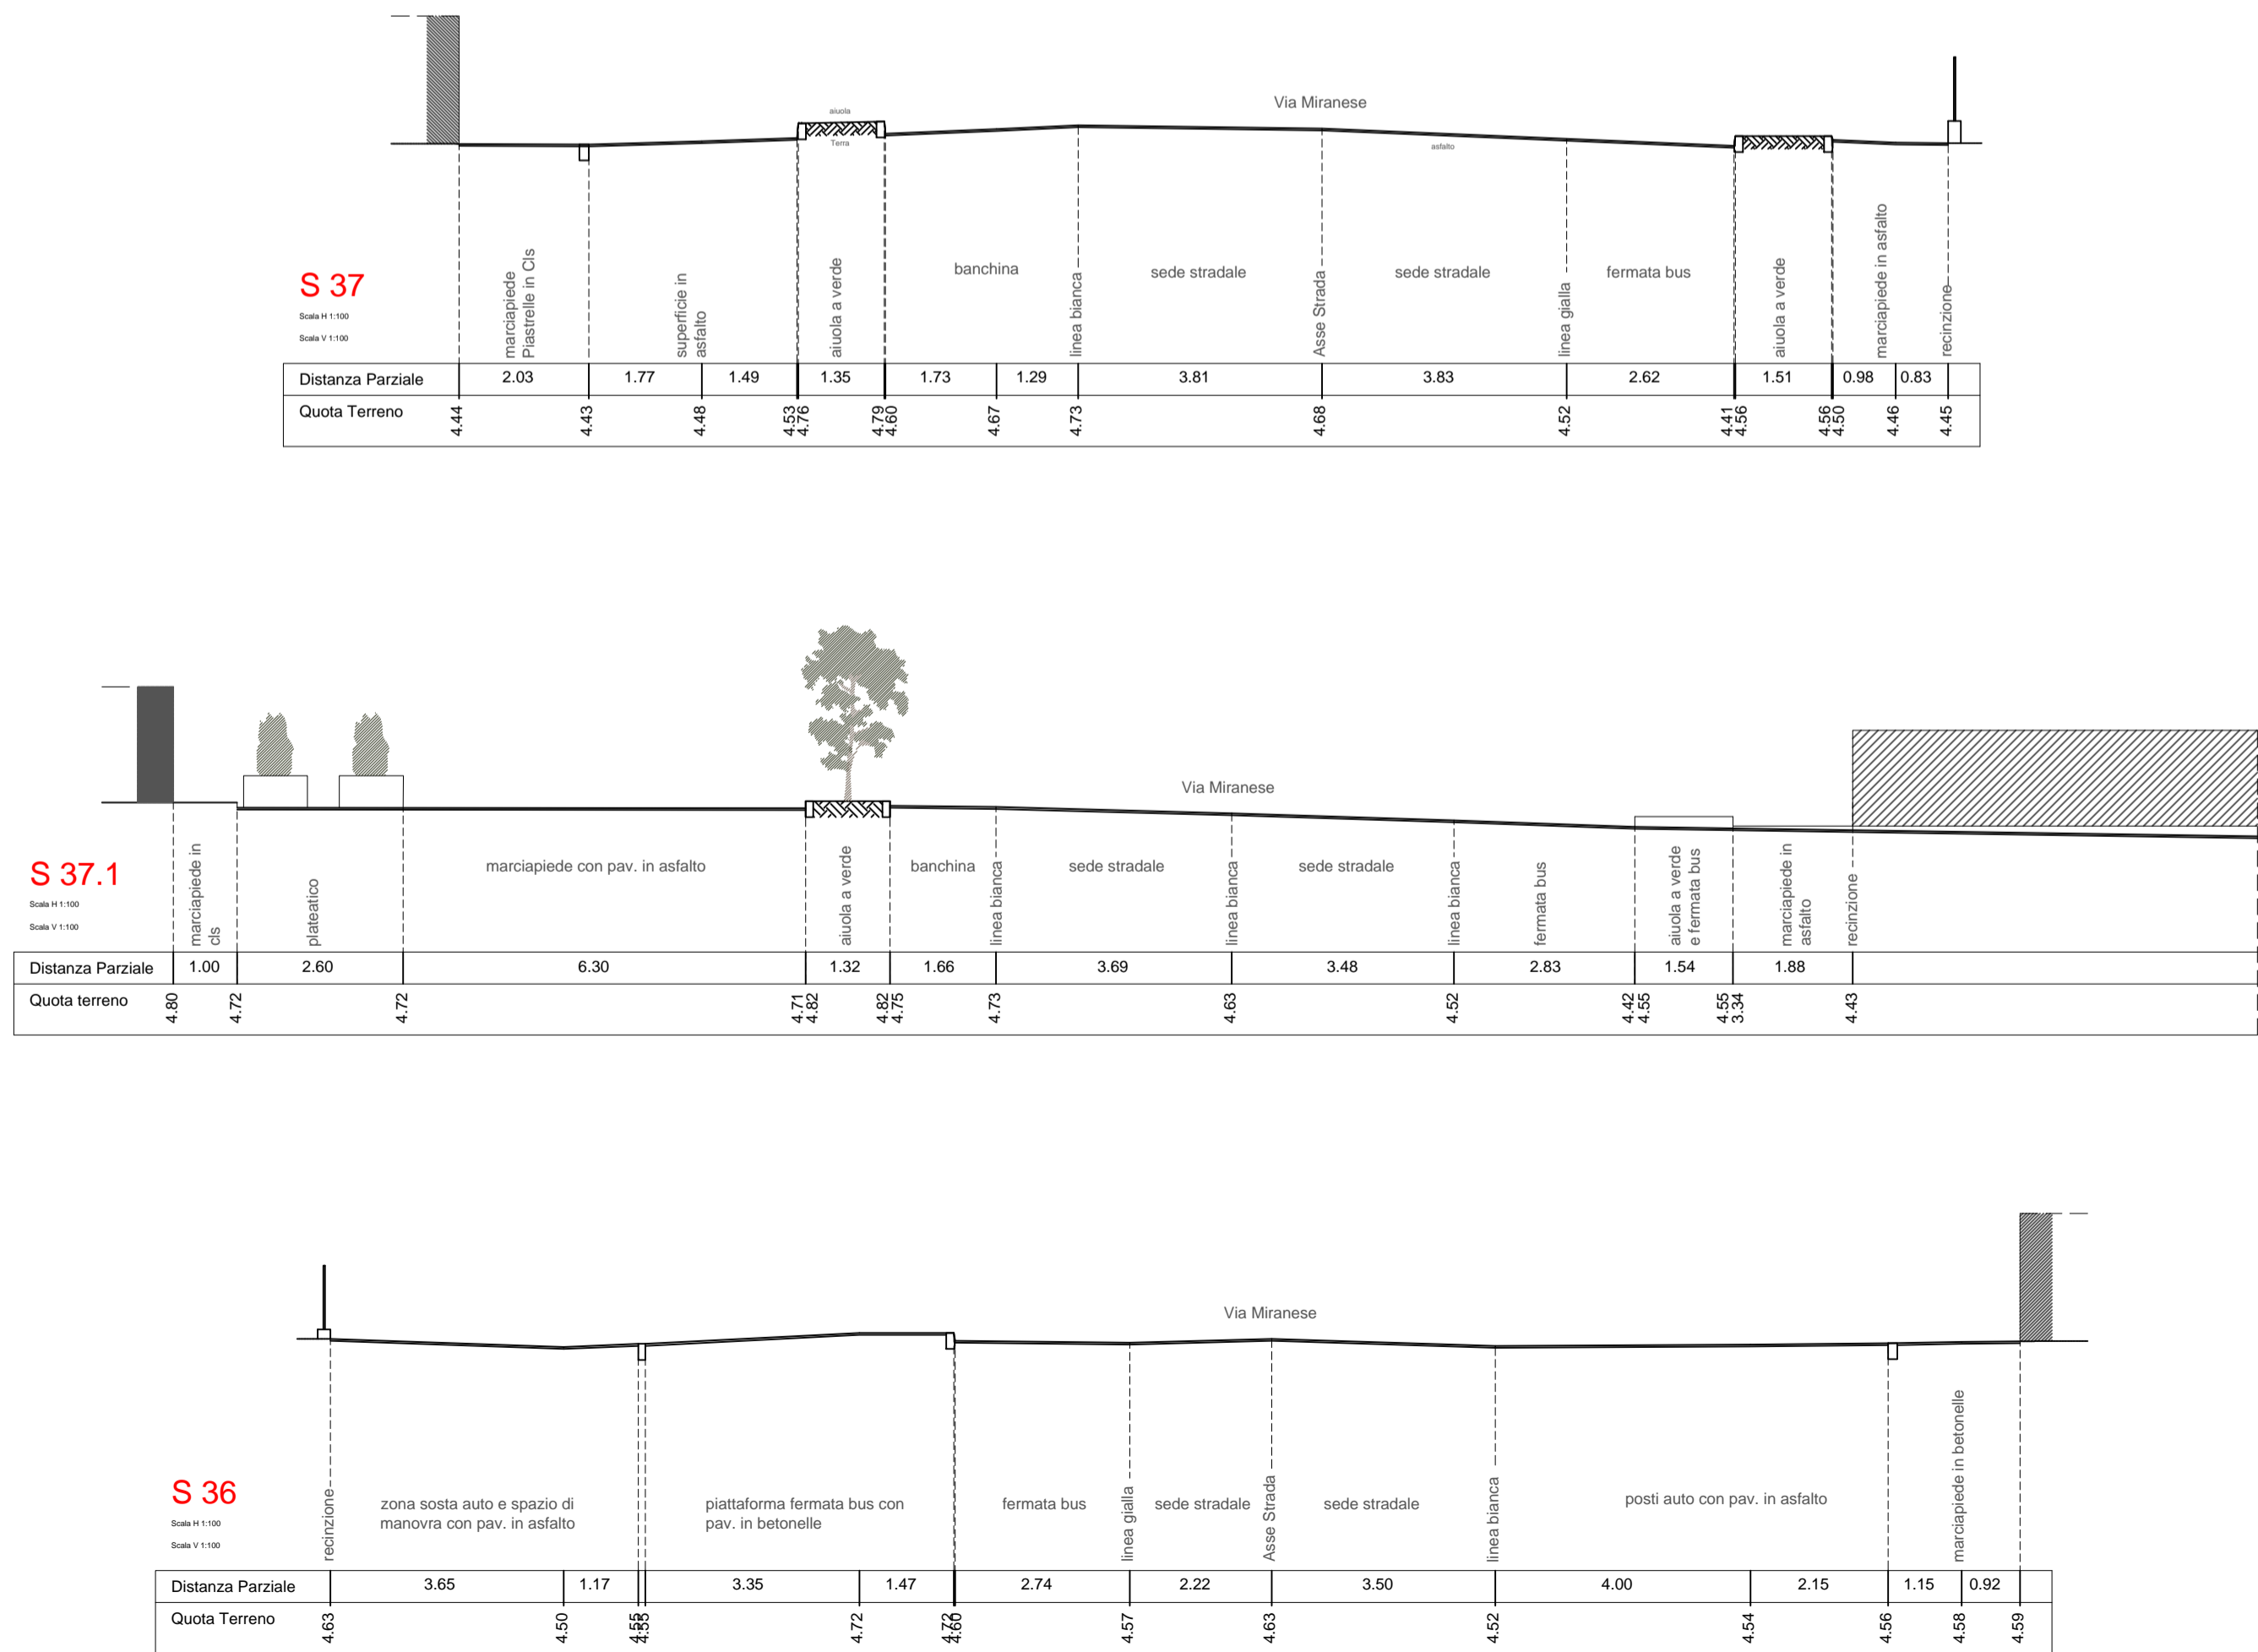 Via Miranese
aiuola
Terra
asfalto
S 37
Scala H 1:100
Scala V 1:100
marciapiede
Piastrelle in Cls
superficie in
asfalto
aiuola a verde
banchina
linea bianca
sede stradale
Asse Strada
sede stradale
linea gialla
fermata bus
aiuola a verde
marciapiede in asfalto
recinzione
Distanza Parziale 2.03 1.77 1.49 1.35 1.73 1.29 3.81 3.83 2.62 1.51 0.98 0.83
Quota Terreno 4.44 4.43 4.48 4.53 4.76 4.79 4.60 4.67 4.73 4.68 4.52 4.41 4.56 4.56 4.50 4.46 4.45
Via Miranese
S 37.1
Scala H 1:100
Scala V 1:100
marciapiede in
cls
plateatico
marciapiede con pav. in asfalto
aiuola a verde
banchina
linea bianca
sede stradale
linea bianca
sede stradale
linea bianca
fermata bus
aiuola a verde
e fermata bus
marciapiede in
asfalto
recinzione
Distanza Parziale 1.00 2.60 6.30 1.32 1.66 3.69 3.48 2.83 1.54 1.88
Quota terreno 4.80 4.72 4.72 4.71 4.82 4.82 4.75 4.73 4.63 4.52 4.42 4.55 4.55 3.34 4.43
Via Miranese
S 36
Scala H 1:100
Scala V 1:100
recinzione
zona sosta auto e spazio di
manovra con pav. in asfalto
piattaforma fermata bus con
pav. in betonelle
fermata bus
linea gialla
sede stradale
Asse Strada
sede stradale
linea bianca
posti auto con pav. in asfalto
marciapiede in betonelle
Distanza Parziale 3.65 1.17 3.35 1.47 2.74 2.22 3.50 4.00 2.15 1.15 0.92
Quota Terreno 4.63 4.50 4.55 4.55 4.72 4.72 4.60 4.57 4.63 4.52 4.54 4.56 4.58 4.59